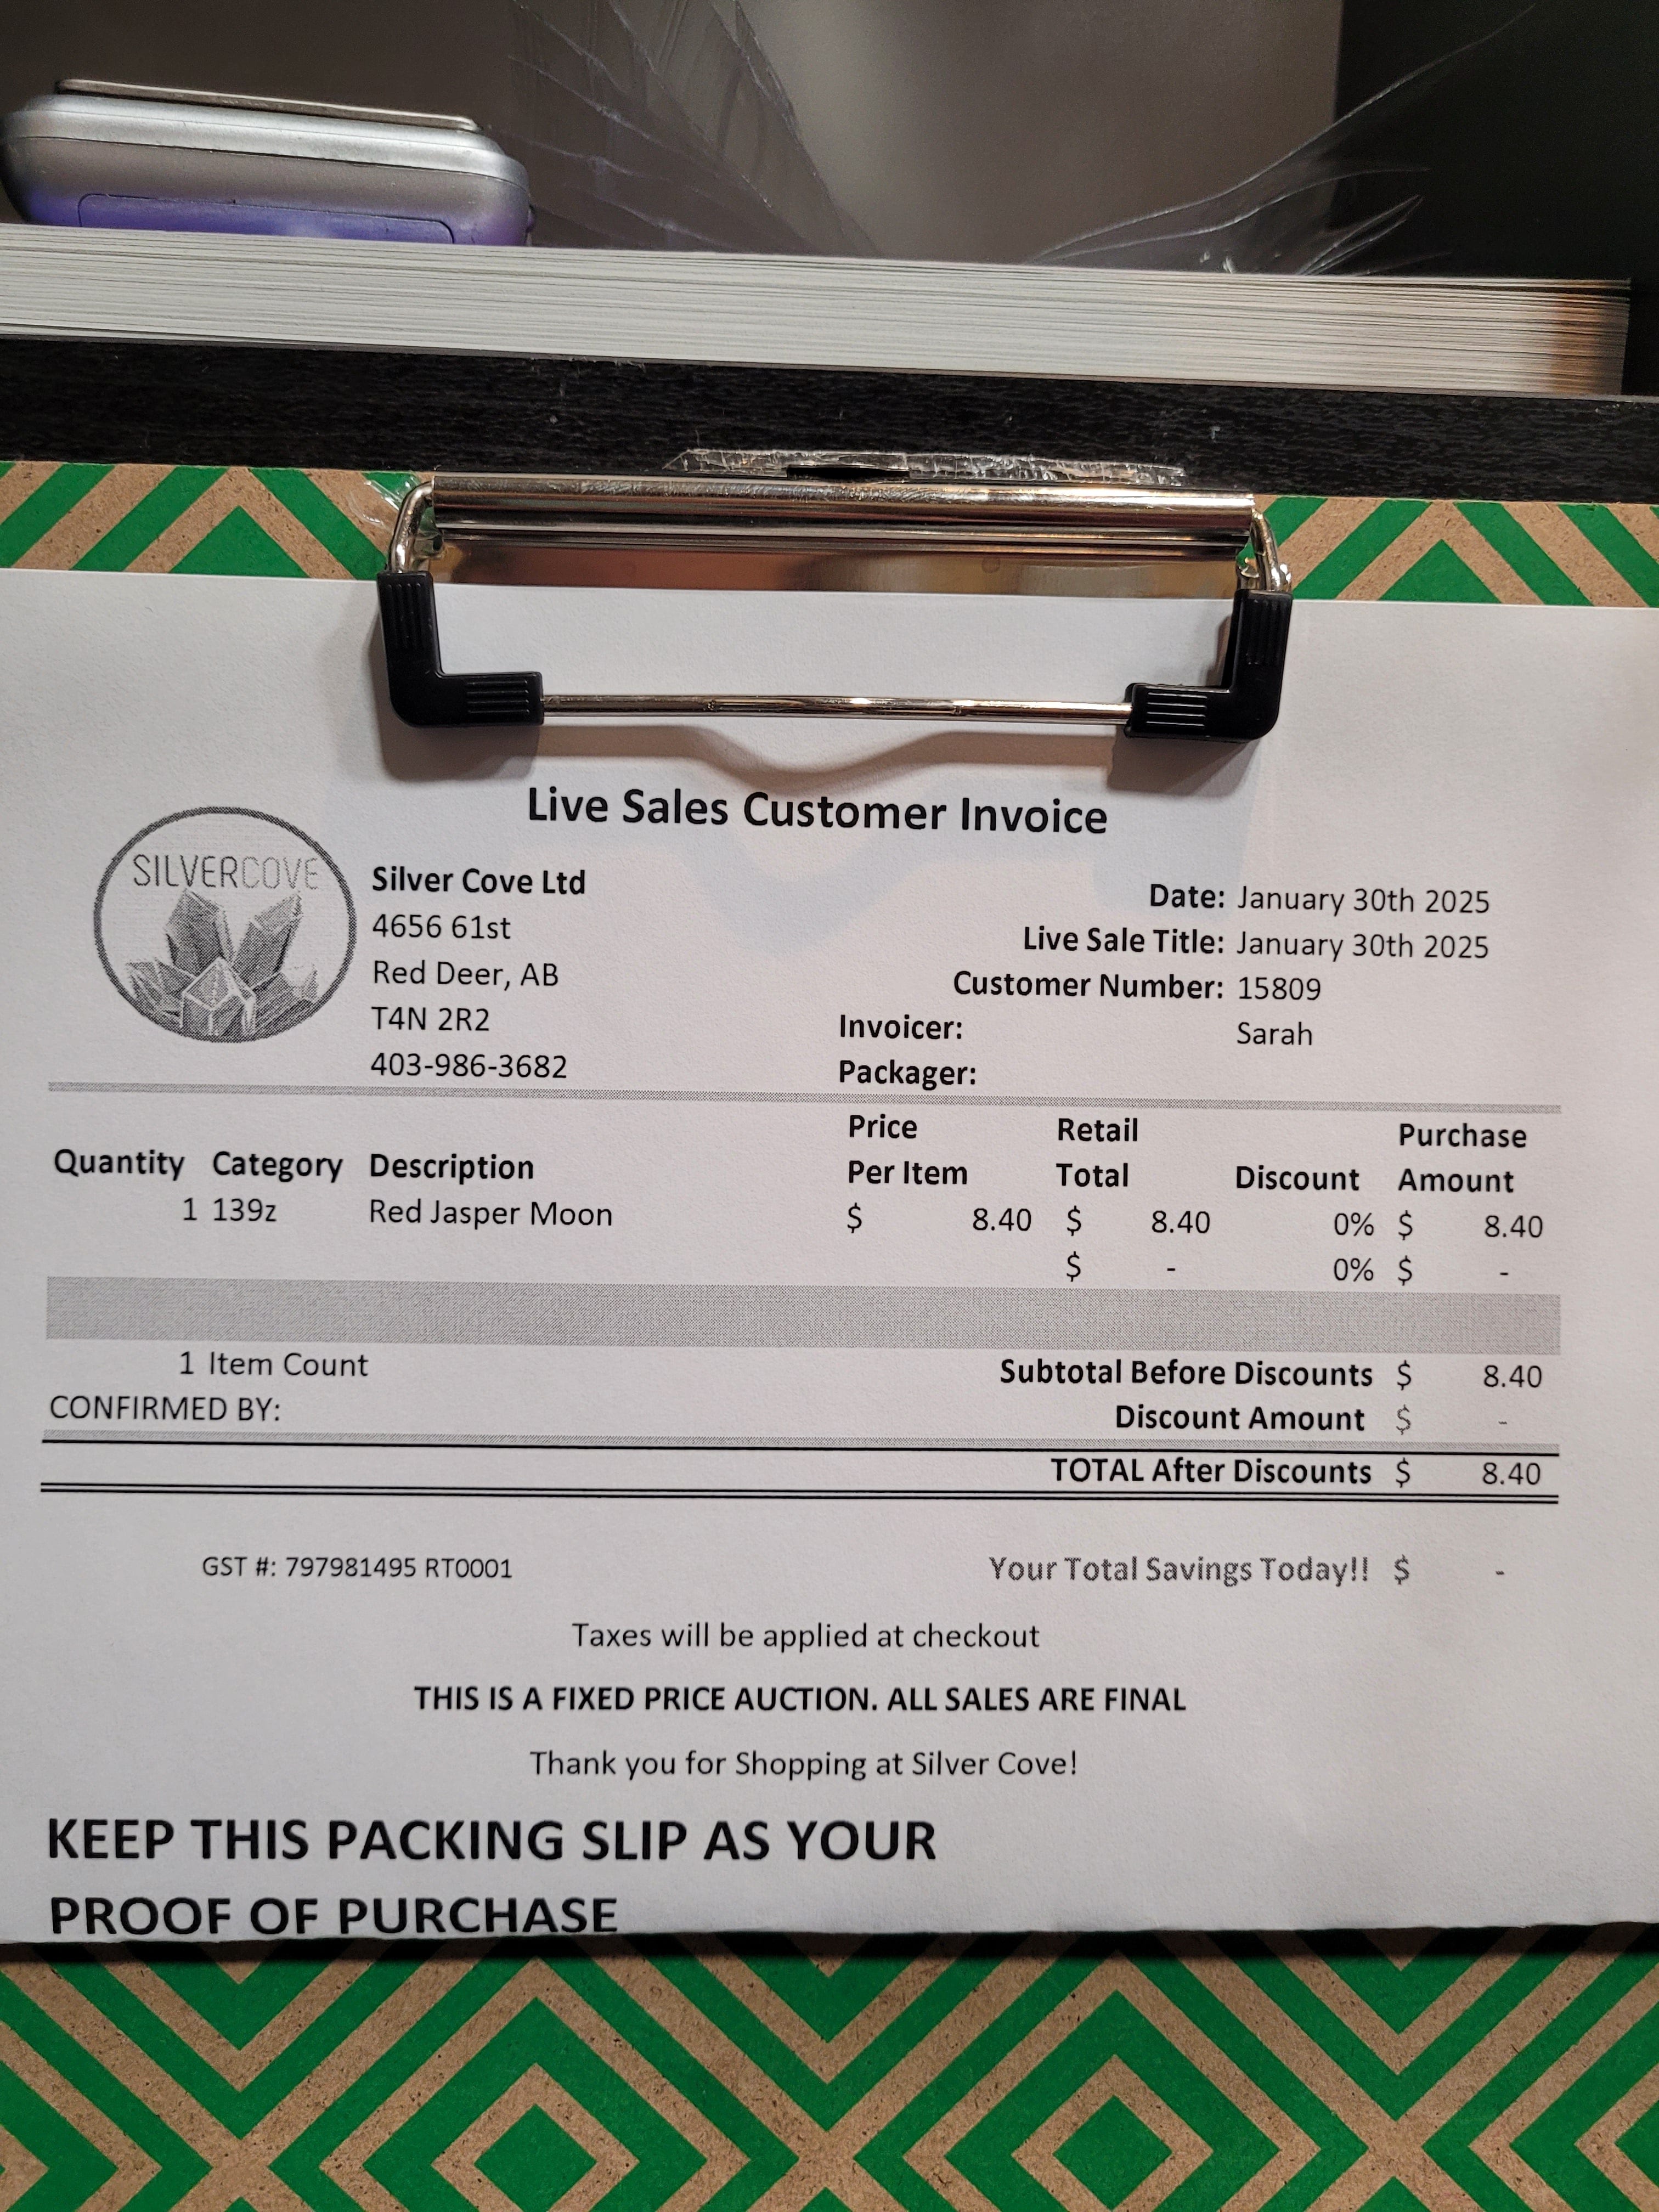 Live Sales Customer Invoice
SILVERCOVE
Silver Cove Ltd
4656 61st
Red Deer, AB
T4N 2R2
403-986-3682
Date: January 30th 2025
Live Sale Title: January 30th 2025
Customer Number: 15809
Invoicer: Sarah
Packager:
Quantity Category Description Price Per Item Retail Total Discount Purchase Amount
1 139z Red Jasper Moon $ 8.40 $ 8.40 0% $ 8.40
$ - 0% $ -
1 Item Count Subtotal Before Discounts $ 8.40
CONFIRMED BY: Discount Amount $ -
TOTAL After Discounts $ 8.40
GST #: 797981495 RT0001 Your Total Savings Today!! $ -
Taxes will be applied at checkout
THIS IS A FIXED PRICE AUCTION. ALL SALES ARE FINAL
Thank you for Shopping at Silver Cove!
KEEP THIS PACKING SLIP AS YOUR
PROOF OF PURCHASE